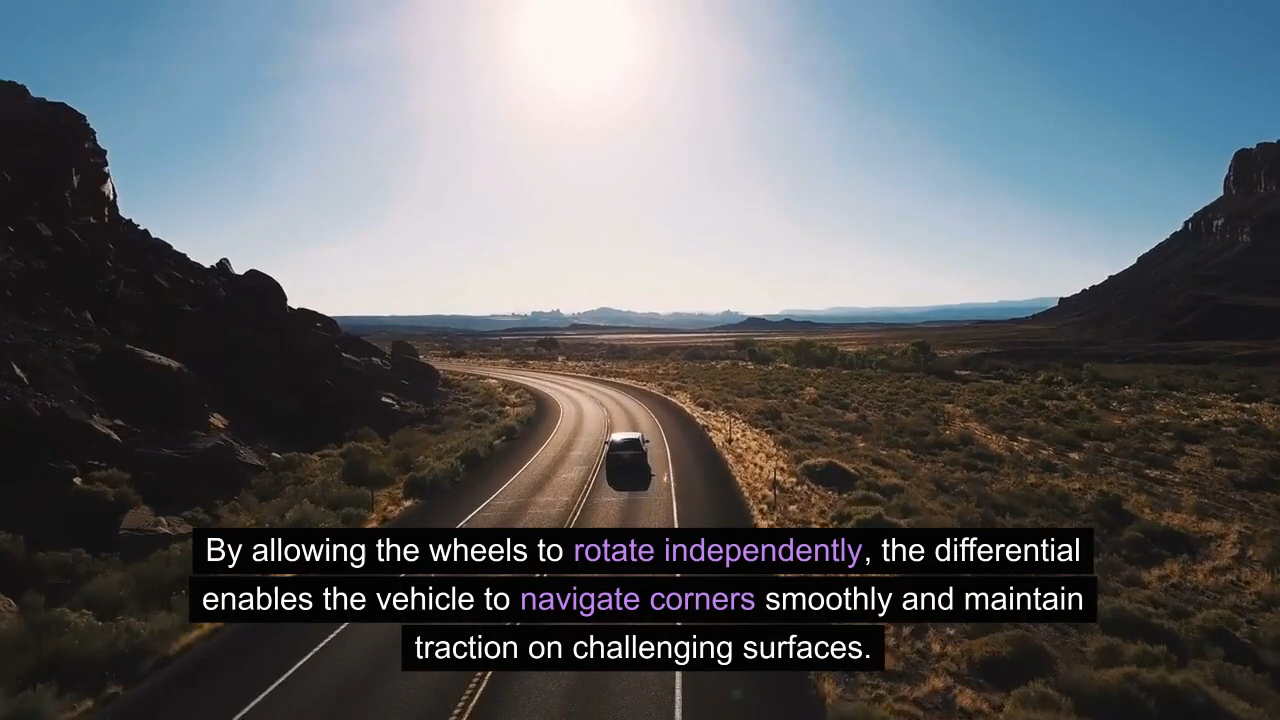 By allowing the wheels to rotate independently, the differential
enables the vehicle to navigate corners smoothly and maintain
traction on challenging surfaces.